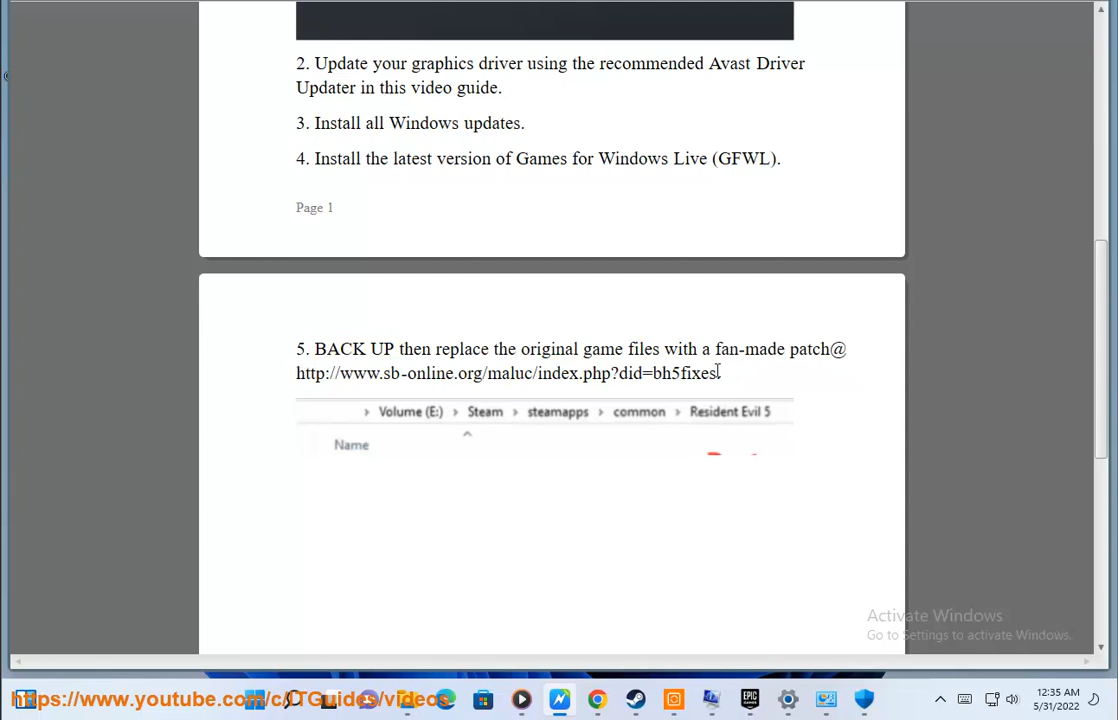 2. Update your graphics driver using the recommended Avast Driver
Updater in this video guide.
3. Install all Windows updates.
4. Install the latest version of Games for Windows Live (GFWL).
Page 1
5. BACK UP then replace the original game files with a fan-made patch@
http://www.sb-online.org/maluc/index.php?did=bh5fixes.
› Volume (E:) › Steam › steamapps › common › Resident Evil 5
Name
Activate Windows
Go to Settings to activate Windows.
https://www.youtube.com/c/ITGuides/videos
12:35 AM
5/31/2022